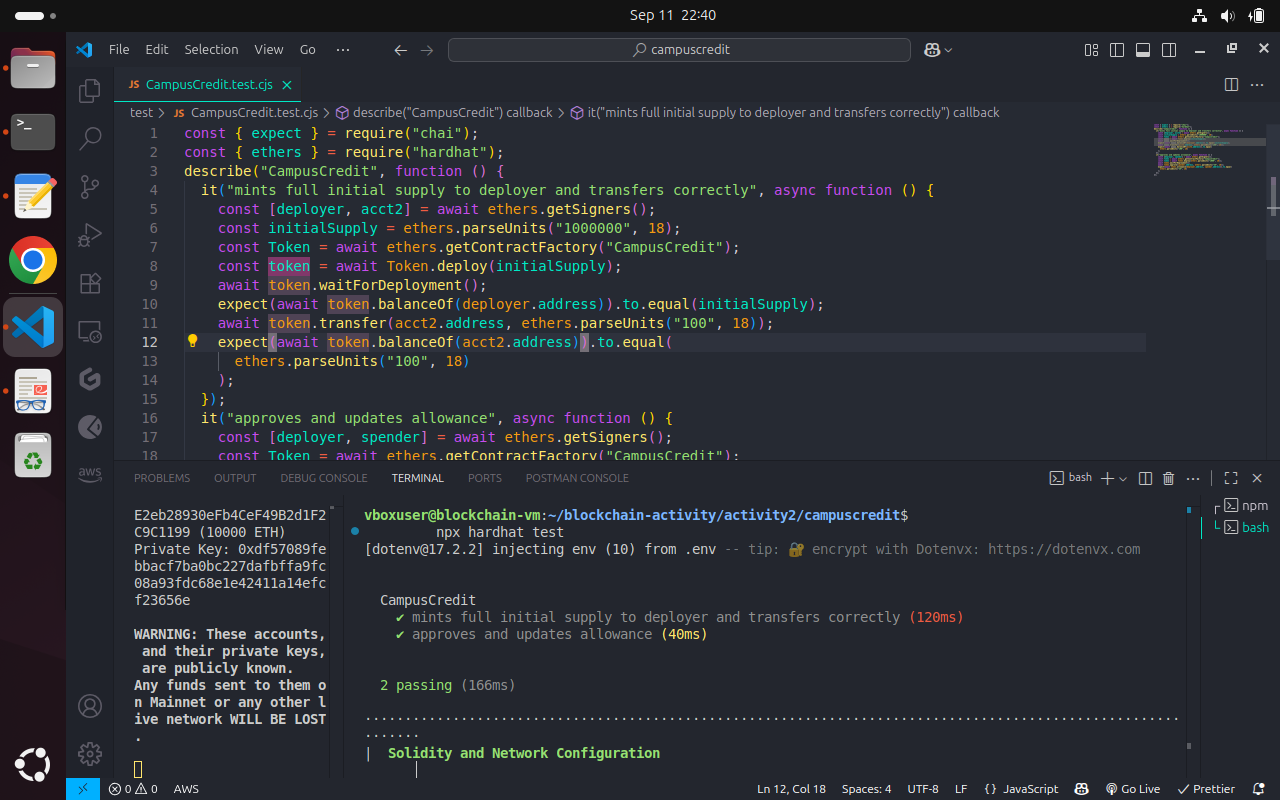 Sep 11 22:40
File Edit Selection View Go ···
campuscredit
JS CampusCredit.test.cjs
test > JS CampusCredit.test.cjs > describe("CampusCredit") callback > it("mints full initial supply to deployer and transfers correctly") callback
1 const { expect } = require("chai");
2 const { ethers } = require("hardhat");
3 describe("CampusCredit", function () {
4 it("mints full initial supply to deployer and transfers correctly", async function () {
5 const [deployer, acct2] = await ethers.getSigners();
6 const initialSupply = ethers.parseUnits("1000000", 18);
7 const Token = await ethers.getContractFactory("CampusCredit");
8 const token = await Token.deploy(initialSupply);
9 await token.waitForDeployment();
10 expect(await token.balanceOf(deployer.address)).to.equal(initialSupply);
11 await token.transfer(acct2.address, ethers.parseUnits("100", 18));
12 expect(await token.balanceOf(acct2.address)).to.equal(
13 ethers.parseUnits("100", 18)
14 );
15 });
16 it("approves and updates allowance", async function () {
17 const [deployer, spender] = await ethers.getSigners();
18 const Token = await ethers.getContractFactory("CampusCredit");
aws
PROBLEMS OUTPUT DEBUG CONSOLE TERMINAL PORTS POSTMAN CONSOLE
bash
E2eb28930eFb4CeF49B2d1F2
C9C1199 (10000 ETH)
Private Key: 0xdf57089fe
bbacf7ba0bc227dafbffa9fc
08a93fdc68e1e42411a14efc
f23656e
WARNING: These accounts,
and their private keys,
are publicly known.
Any funds sent to them o
n Mainnet or any other l
ive network WILL BE LOST
.
vboxuser@blockchain-vm:~/blockchain-activity/activity2/campuscredit$
npx hardhat test
[dotenv@17.2.2] injecting env (10) from .env -- tip: 🔐 encrypt with Dotenvx: https://dotenvx.com
CampusCredit
✔ mints full initial supply to deployer and transfers correctly (120ms)
✔ approves and updates allowance (40ms)
2 passing (166ms)
| Solidity and Network Configuration
|
npm
bash
0 0 AWS
Ln 12, Col 18 Spaces: 4 UTF-8 LF {} JavaScript Go Live Prettier